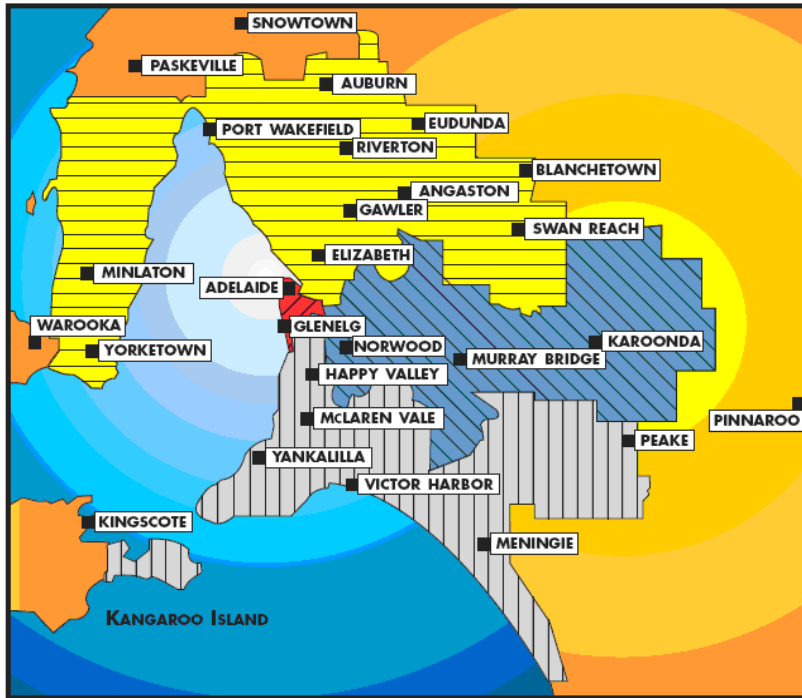 SNOWTOWN
PASKEVILLE
AUBURN
PORT WAKEFIELD
EUDUNDA
RIVERTON
BLANCHETOWN
ANGASTON
GAWLER
SWAN REACH
ELIZABETH
MINLATON
ADELAIDE
WAROOKA
GLENELG
KAROONDA
YORKETOWN
NORWOOD
MURRAY BRIDGE
HAPPY VALLEY
McLAREN VALE
PINNAROO
PEAKE
YANKALILLA
VICTOR HARBOR
KINGSCOTE
MENINGIE
KANGAROO ISLAND